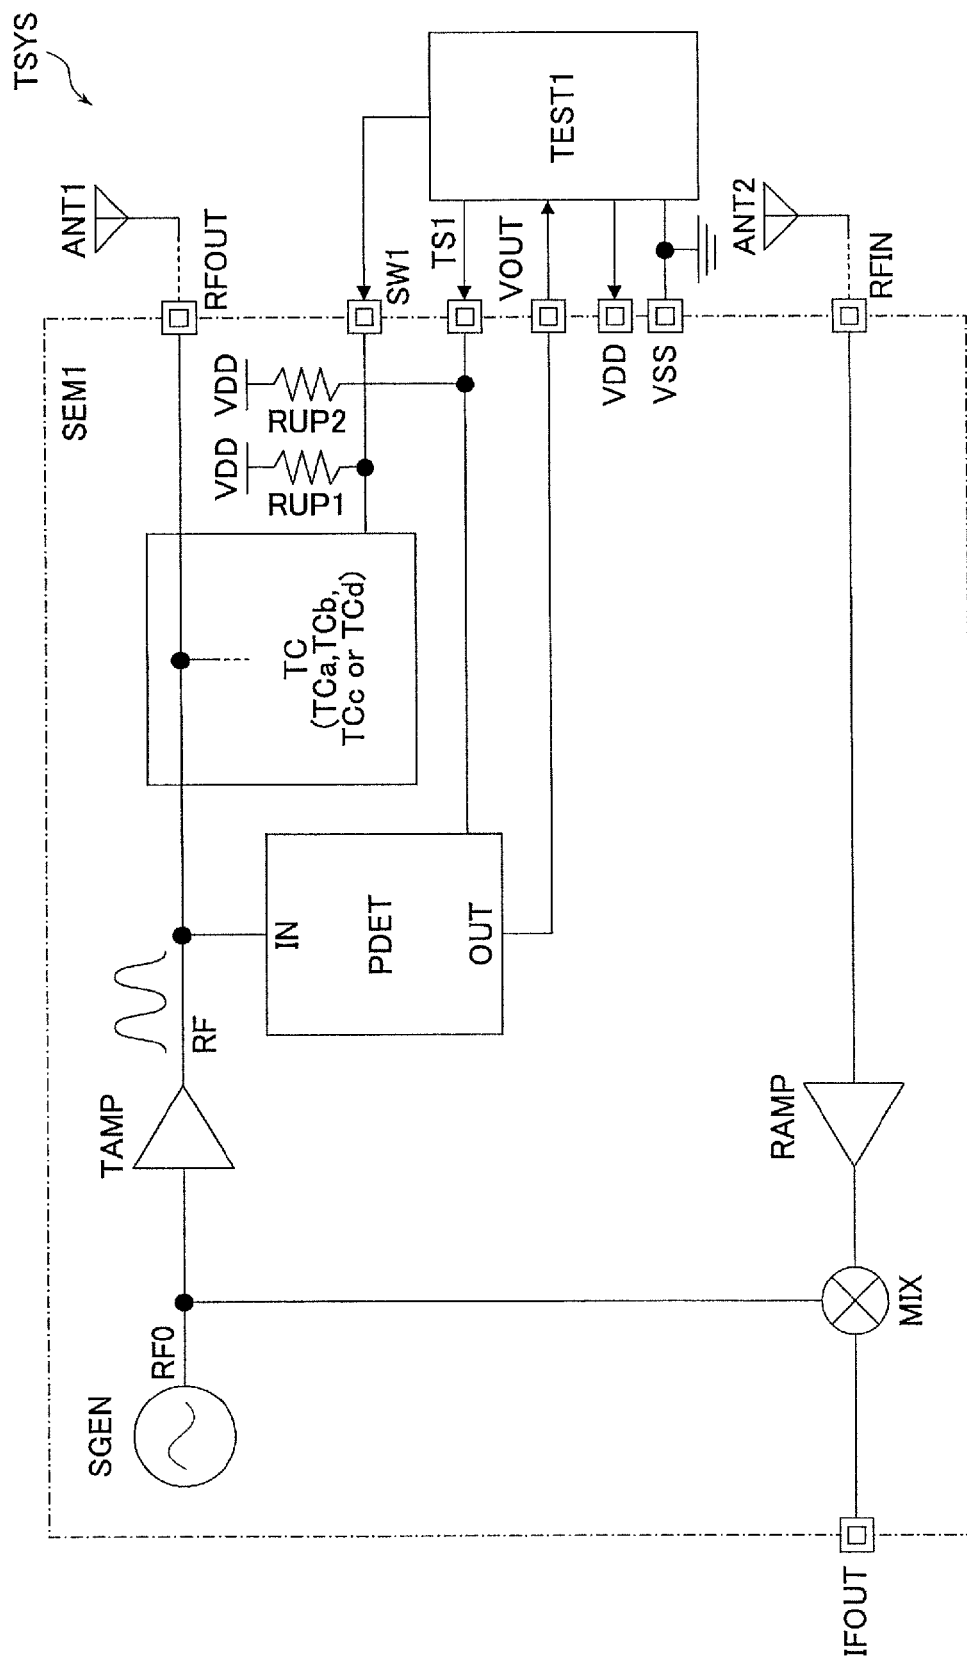 TSYS
SEM1
ANT1
RFOUT
SGEN
RF0
TAMP
RF
TC
(TCa,TCb,
TCc or TCd)
VDD
RUP1
VDD
RUP2
SW1
TS1
VOUT
VDD
VSS
TEST1
IN
PDET
OUT
ANT2
RFIN
RAMP
MIX
IFOUT